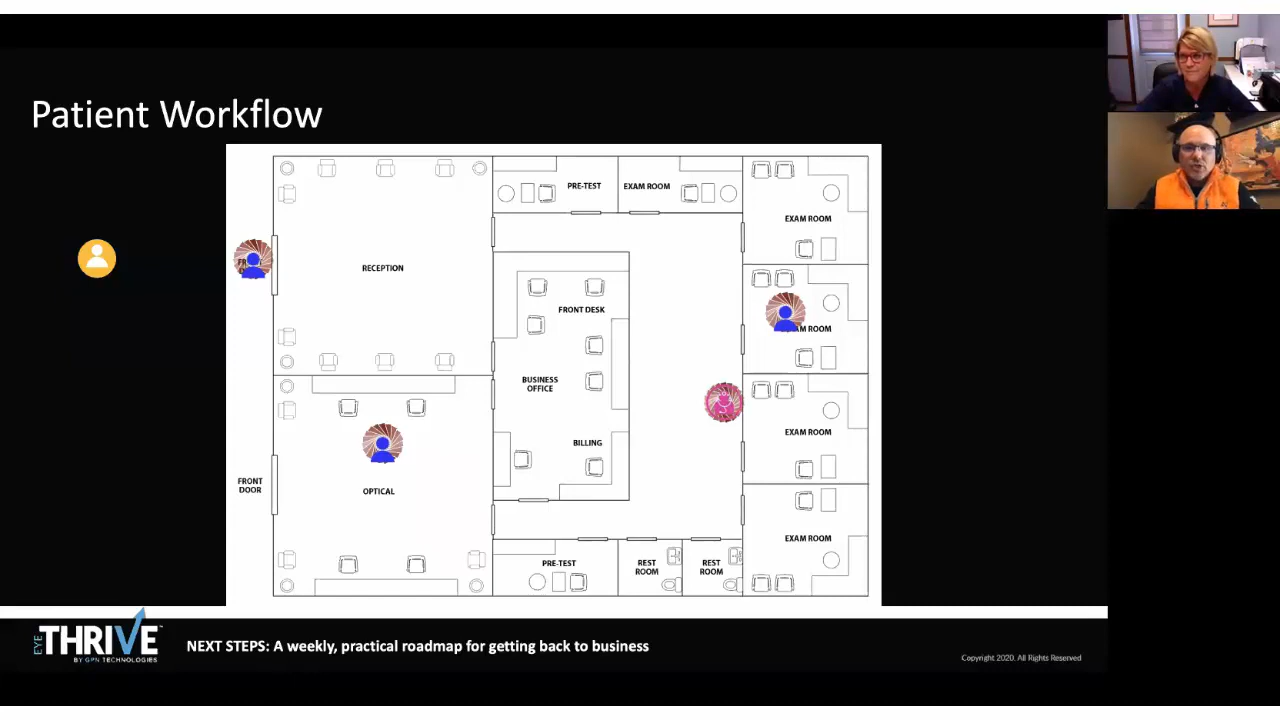 Patient Workflow
PRE-TEST
EXAM ROOM
EXAM ROOM
RECEPTION
FRONT DESK
ROOM
BUSINESS
OFFICE
EXAM ROOM
BILLING
FRONT
DOOR
OPTICAL
EXAM ROOM
PRE-TEST
REST
ROOM
REST
ROOM
EYE
THRIVE
BY GPN TECHNOLOGIES
NEXT STEPS: A weekly, practical roadmap for getting back to business
Copyright 2020. All Rights Reserved